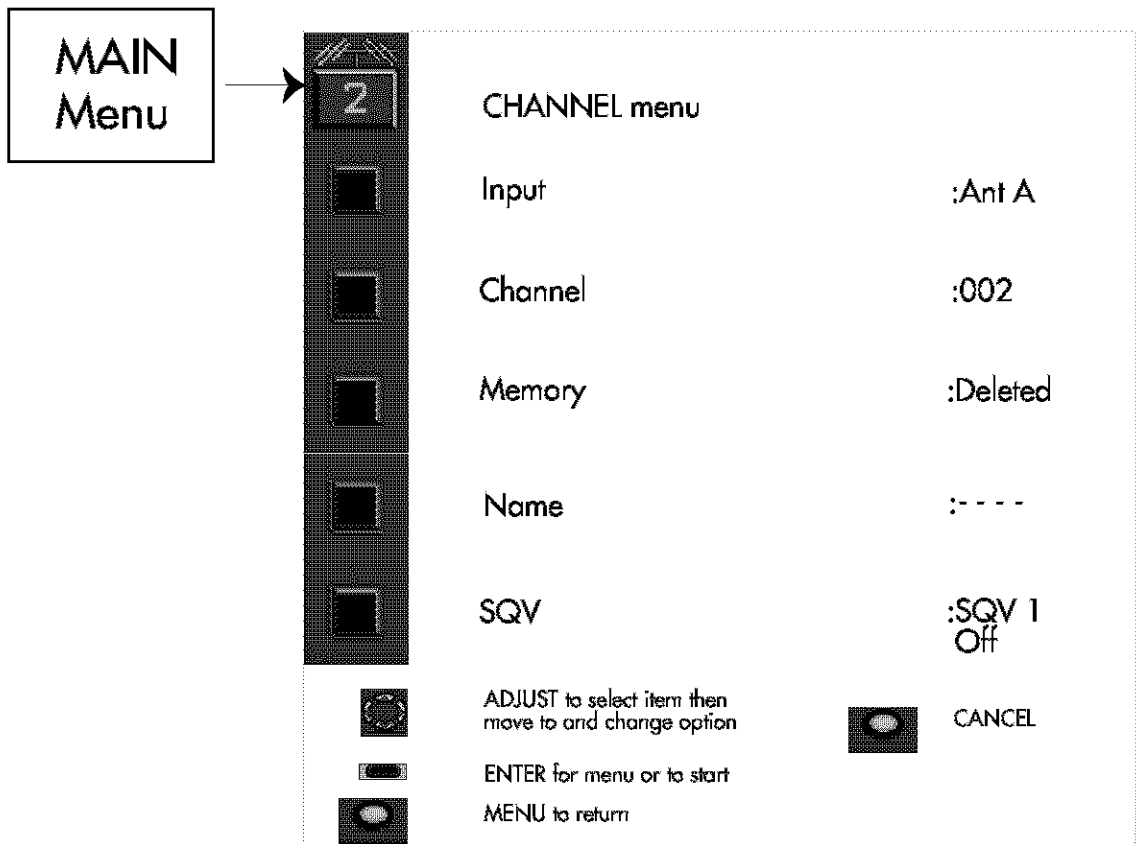 MAIN
Menu
2
CHANNEL menu
Input :Ant A
Channel :002
Memory :Deleted
Name :- - - -
SQV :SQV 1
Off
ADJUST to select item then
move to and change option
CANCEL
ENTER for menu or to start
MENU to return